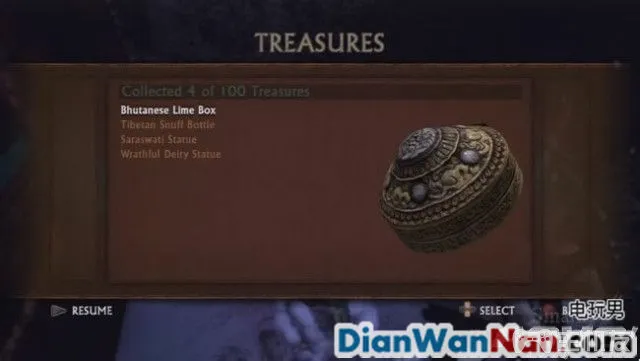 TREASURES
Collected 4 of 100 Treasures
Bhutanese Lime Box
Tibetan Snuff Bottle
Saraswati Statue
Wrathful Deity Statue
RESUME
SELECT
电玩男
DianWanNan.com